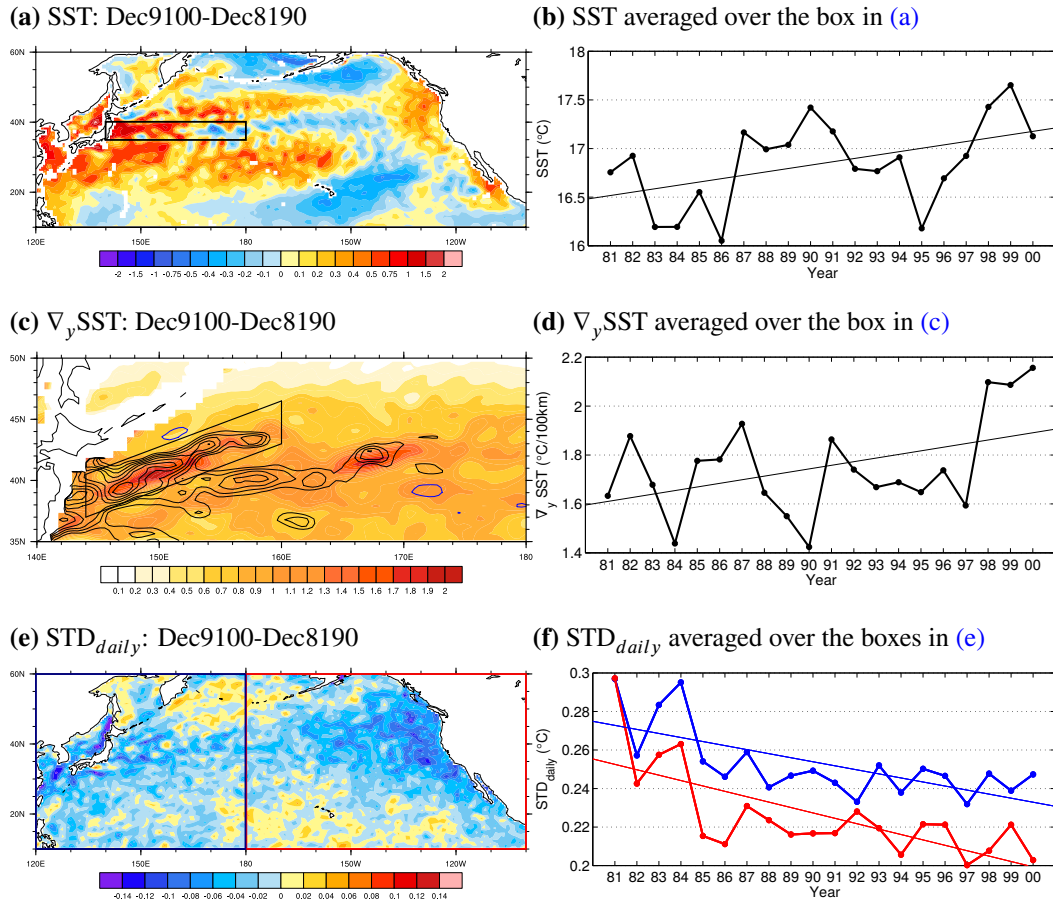 (a) SST: Dec9100-Dec8190
60N
40N
20N
120E 150E 180 150W 120W
-2 -1.5 -1 -0.75 -0.5 -0.4 -0.3 -0.2 -0.1 0 0.1 0.2 0.3 0.4 0.5 0.75 1 1.5 2
(b) SST averaged over the box in (a)
18
17.5
17
16.5
16
SST (°C)
81 82 83 84 85 86 87 88 89 90 91 92 93 94 95 96 97 98 99 00
Year
(c) ∇ySST: Dec9100-Dec8190
50N
45N
40N
35N
140E 150E 160E 170E 180
0.1 0.2 0.3 0.4 0.5 0.6 0.7 0.8 0.9 1 1.1 1.2 1.3 1.4 1.5 1.6 1.7 1.8 1.9 2
(d) ∇ySST averaged over the box in (c)
2.2
2
1.8
1.6
1.4
∇y SST (°C/100km)
81 82 83 84 85 86 87 88 89 90 91 92 93 94 95 96 97 98 99 00
Year
(e) STDdaily: Dec9100-Dec8190
60N
40N
20N
120E 150E 180 150W 120W
-0.14 -0.12 -0.1 -0.08 -0.06 -0.04 -0.02 0 0.02 0.04 0.06 0.08 0.1 0.12 0.14
(f) STDdaily averaged over the boxes in (e)
0.3
0.28
0.26
0.24
0.22
0.2
STDdaily (°C)
81 82 83 84 85 86 87 88 89 90 91 92 93 94 95 96 97 98 99 00
Year